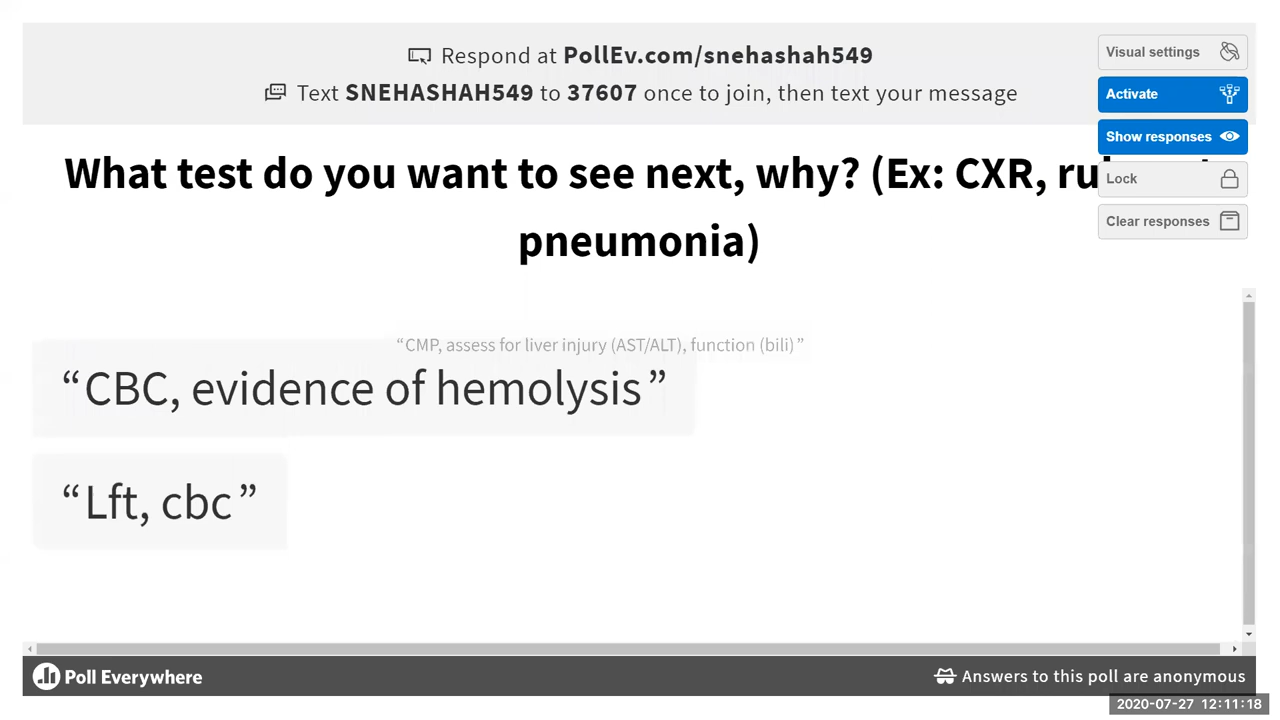 Respond at PollEv.com/snehashah549
Text SNEHASHAH549 to 37607 once to join, then text your message
Visual settings
Activate
Show responses
Lock
Clear responses
What test do you want to see next, why? (Ex: CXR,
pneumonia)
“CMP, assess for liver injury (AST/ALT), function (bili)”
“CBC, evidence of hemolysis”
“Lft, cbc”
Poll Everywhere
Answers to this poll are anonymous
2020-07-27 12:11:18